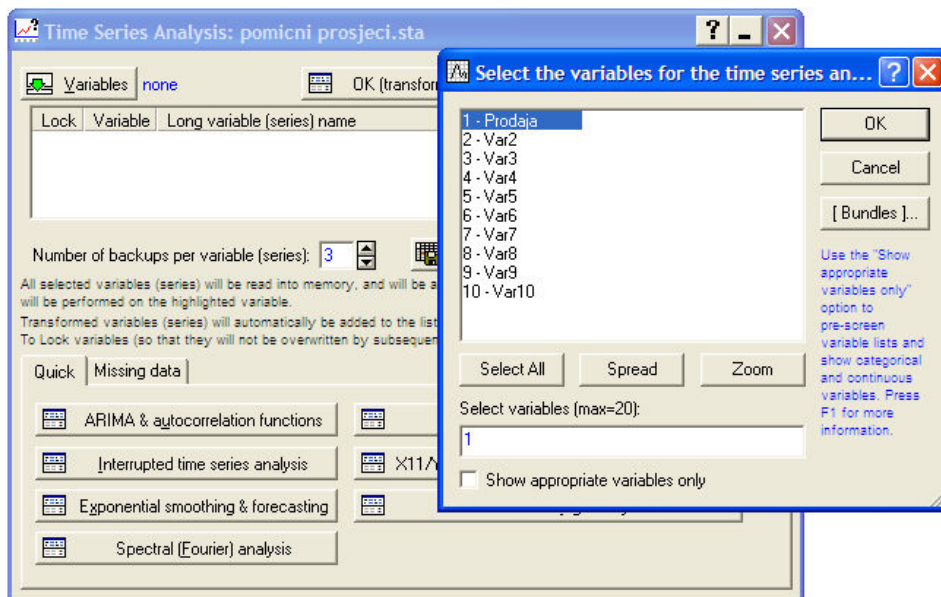 Time Series Analysis: pomicni prosjeci.sta
Variables none
OK (transfor
Lock Variable Long variable (series) name
Number of backups per variable (series): 3
All selected variables (series) will be read into memory, and will be a
will be performed on the highlighted variable.
Transformed variables (series) will automatically be added to the list
To Lock variables (so that they will not be overwritten by subsequen
Quick Missing data
ARIMA & autocorrelation functions
Interrupted time series analysis
X11/
Exponential smoothing & forecasting
Spectral (Fourier) analysis
Select the variables for the time series an...
1 - Prodaja
2 - Var2
3 - Var3
4 - Var4
5 - Var5
6 - Var6
7 - Var7
8 - Var8
9 - Var9
10 - Var10
OK
Cancel
[ Bundles ]...
Use the "Show
appropriate
variables only"
option to
pre-screen
variable lists and
show categorical
and continuous
variables. Press
F1 for more
information.
Select All Spread Zoom
Select variables (max=20):
1
Show appropriate variables only